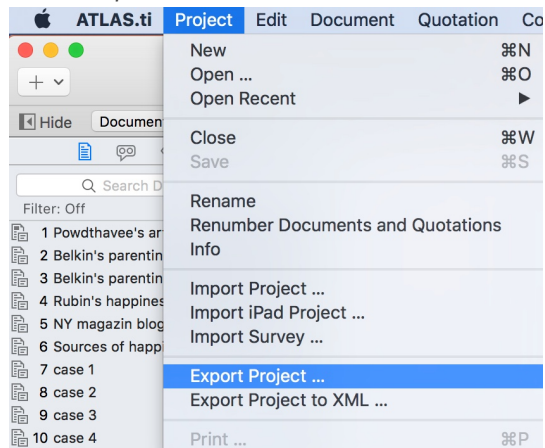 ATLAS.ti Project Edit Document Quotation Co
New ⌘N
Open ... ⌘O
Open Recent ▶
Close ⌘W
Save ⌘S
Rename
Renumber Documents and Quotations
Info
Import Project ...
Import iPad Project ...
Import Survey ...
Export Project ...
Export Project to XML ...
Print ... ⌘P
Hide Documen
Search D
Filter: Off
1 Powdthavee's ar
2 Belkin's parentin
3 Belkin's parentin
4 Rubin's happines
5 NY magazin blog
6 Sources of happi
7 case 1
8 case 2
9 case 3
10 case 4